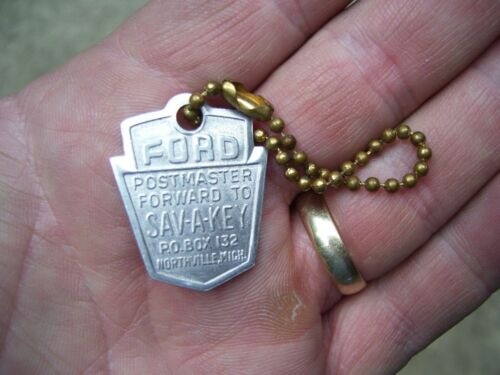 FORD
POSTMASTER
FORWARD TO
SAV-A-KEY
P.O. BOX 132
NORTHVILLE, MICH.